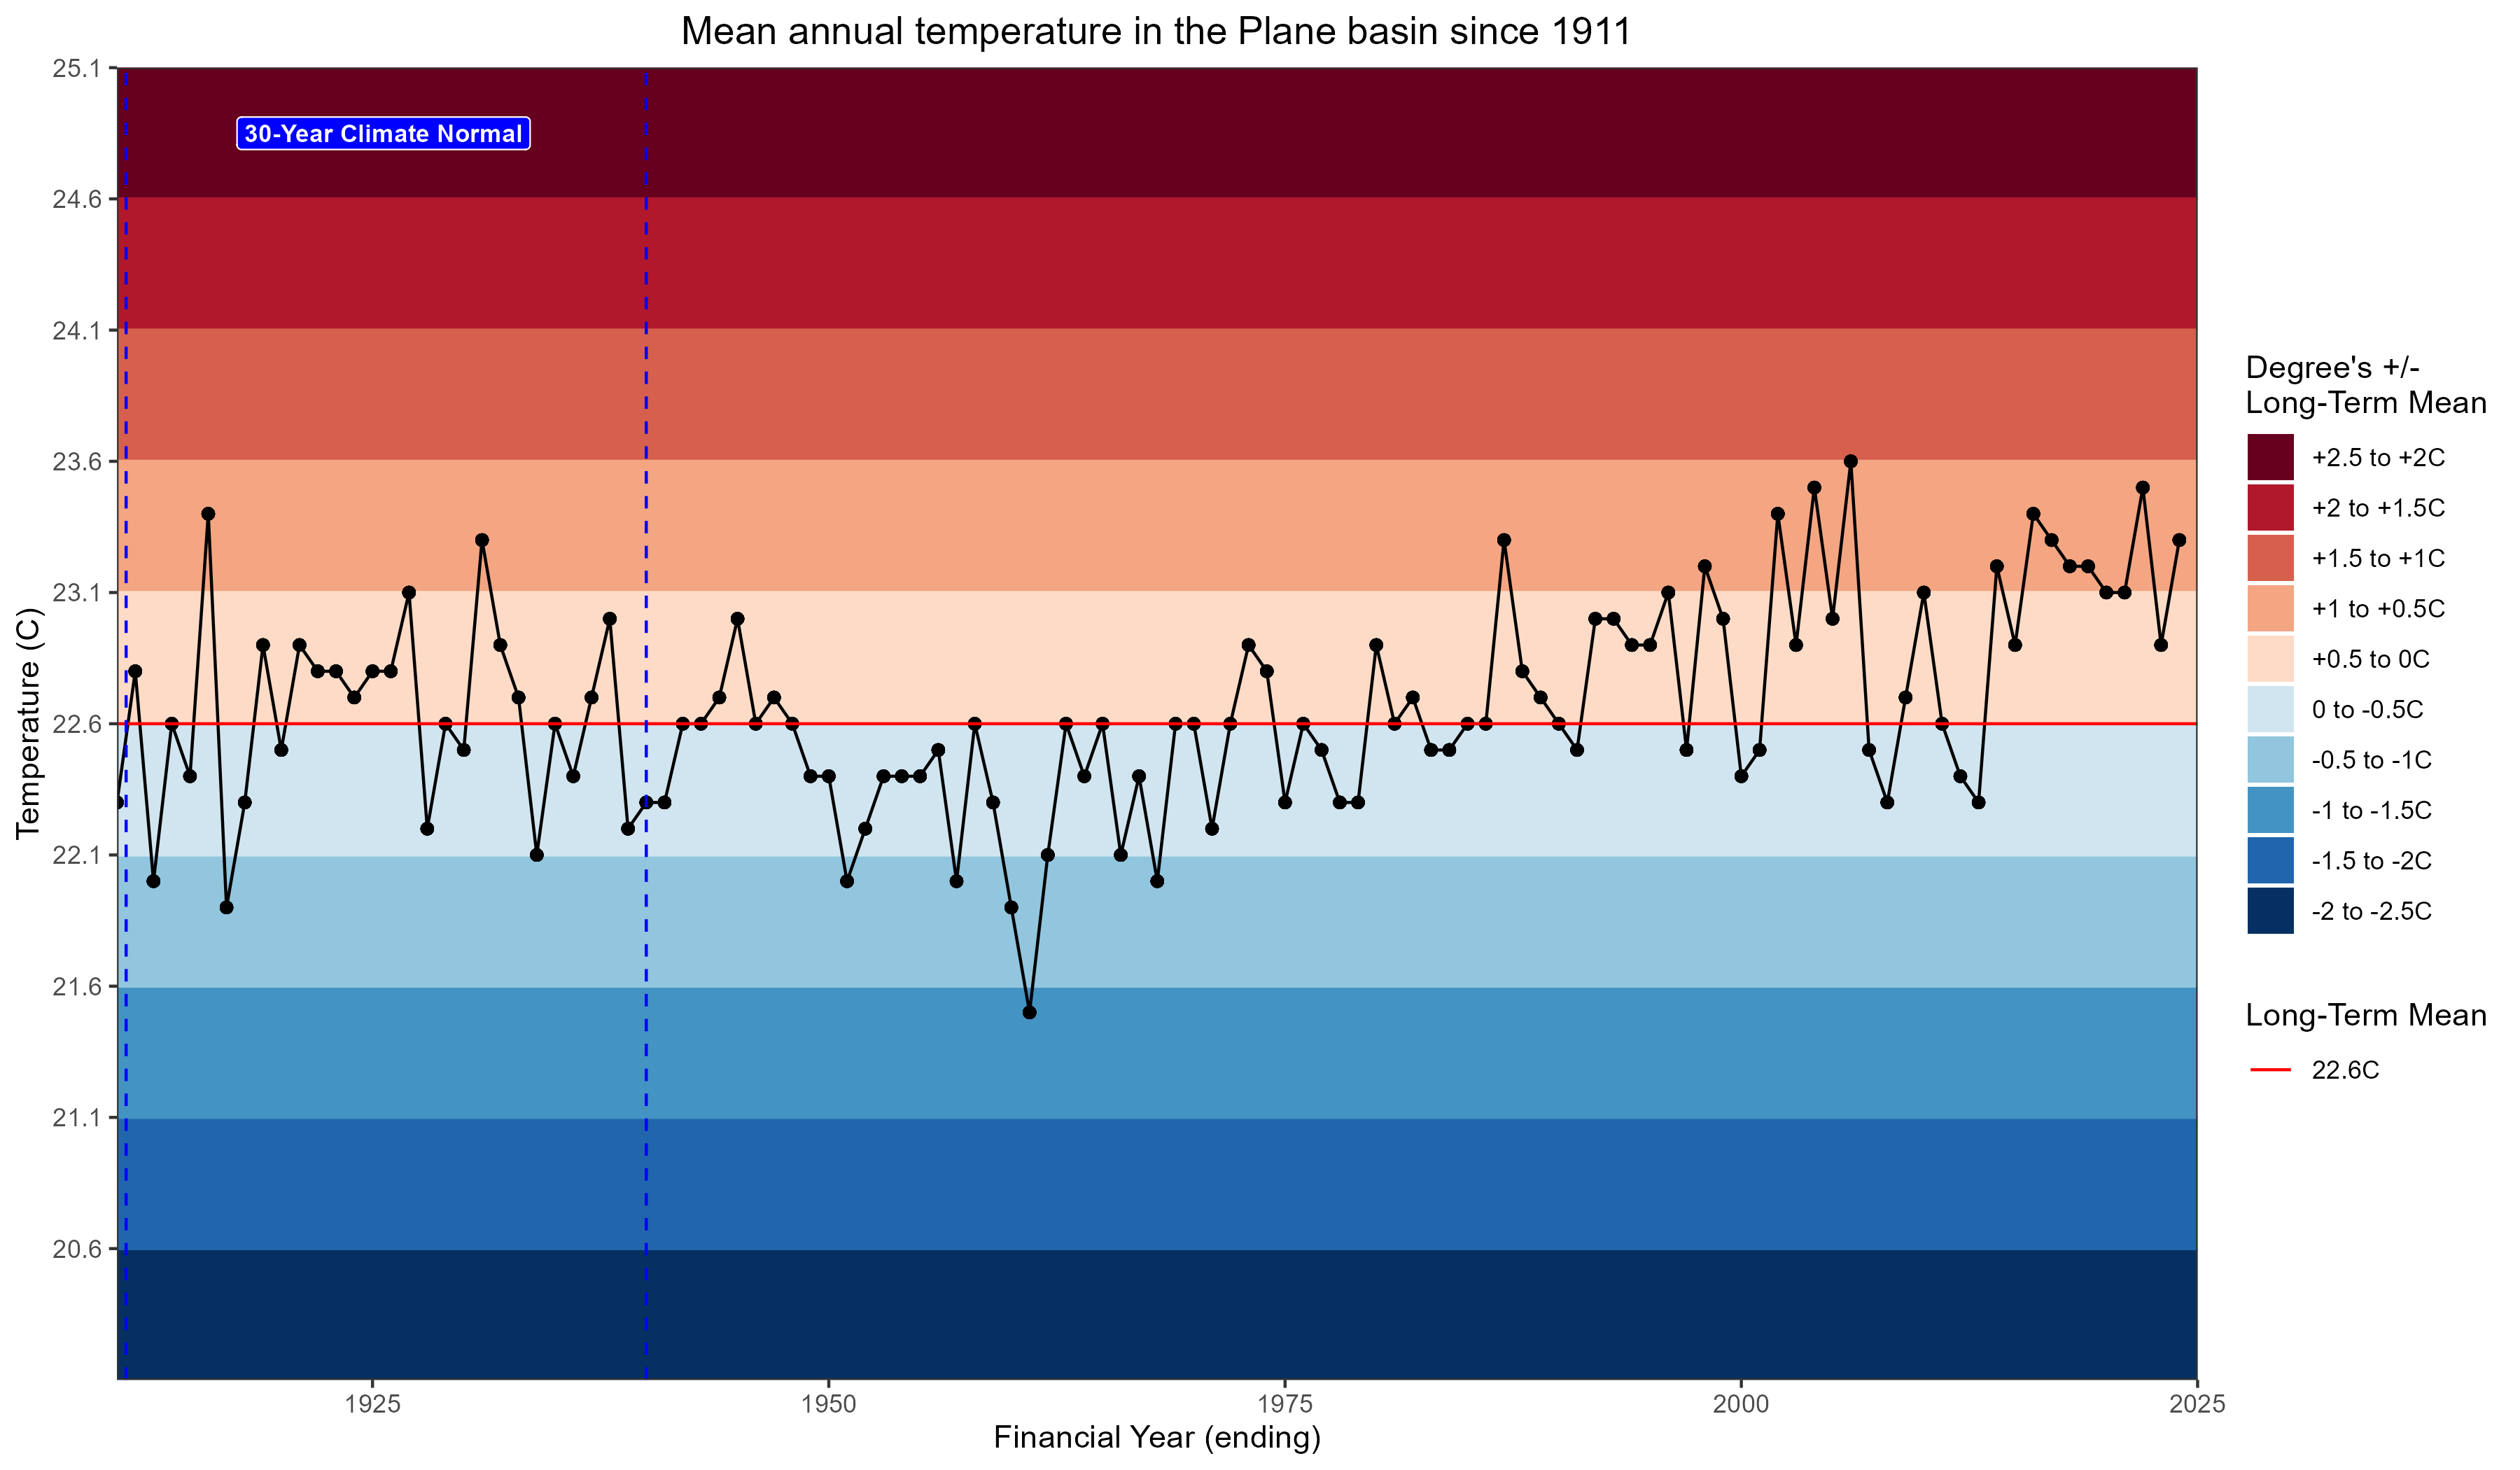 Mean annual temperature in the Plane basin since 1911
25.1
24.6
24.1
23.6
23.1
22.6
22.1
21.6
21.1
20.6
Temperature (C)
30-Year Climate Normal
1925
1950
1975
2000
2025
Financial Year (ending)
Degree's +/-
Long-Term Mean
+2.5 to +2C
+2 to +1.5C
+1.5 to +1C
+1 to +0.5C
+0.5 to 0C
0 to -0.5C
-0.5 to -1C
-1 to -1.5C
-1.5 to -2C
-2 to -2.5C
Long-Term Mean
22.6C